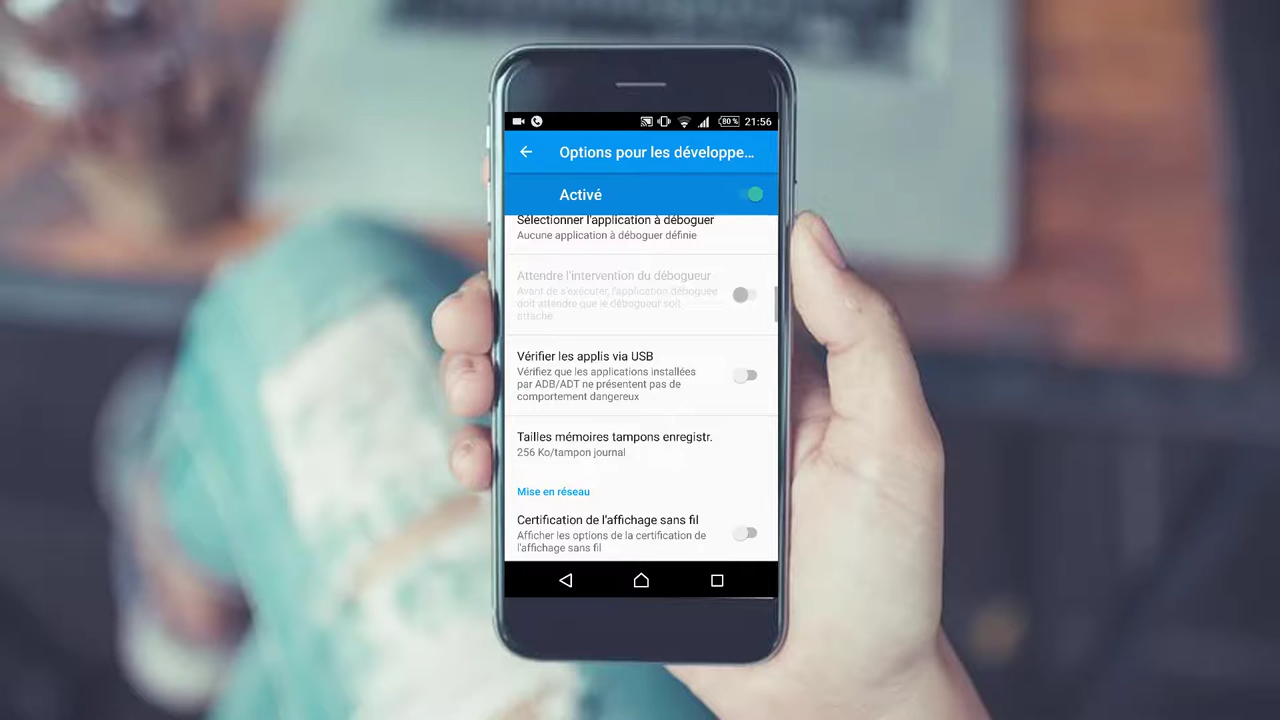 80 % 21:56
Options pour les développe...
Activé
Sélectionner l'application à déboguer
Aucune application à déboguer définie
Attendre l'intervention du débogueur
Avant de s'exécuter, l'application déboguée
doit attendre que le débogueur soit
attaché.
Vérifier les applis via USB
Vérifiez que les applications installées
par ADB/ADT ne présentent pas de
comportement dangereux
Tailles mémoires tampons enregistr.
256 Ko/tampon journal
Mise en réseau
Certification de l'affichage sans fil
Afficher les options de la certification de
l'affichage sans fil